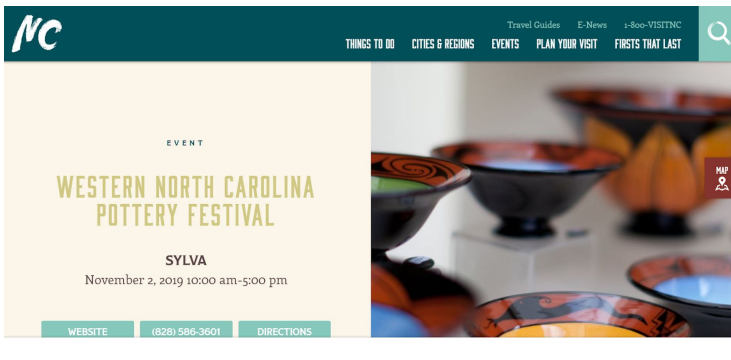 NC
Travel Guides E-News 1-800-VISITNC
THINGS TO DO CITIES & REGIONS EVENTS PLAN YOUR VISIT FIRSTS THAT LAST
EVENT
WESTERN NORTH CAROLINA
POTTERY FESTIVAL
MAP
SYLVA
November 2, 2019 10:00 am-5:00 pm
WEBSITE (828) 586-3601 DIRECTIONS